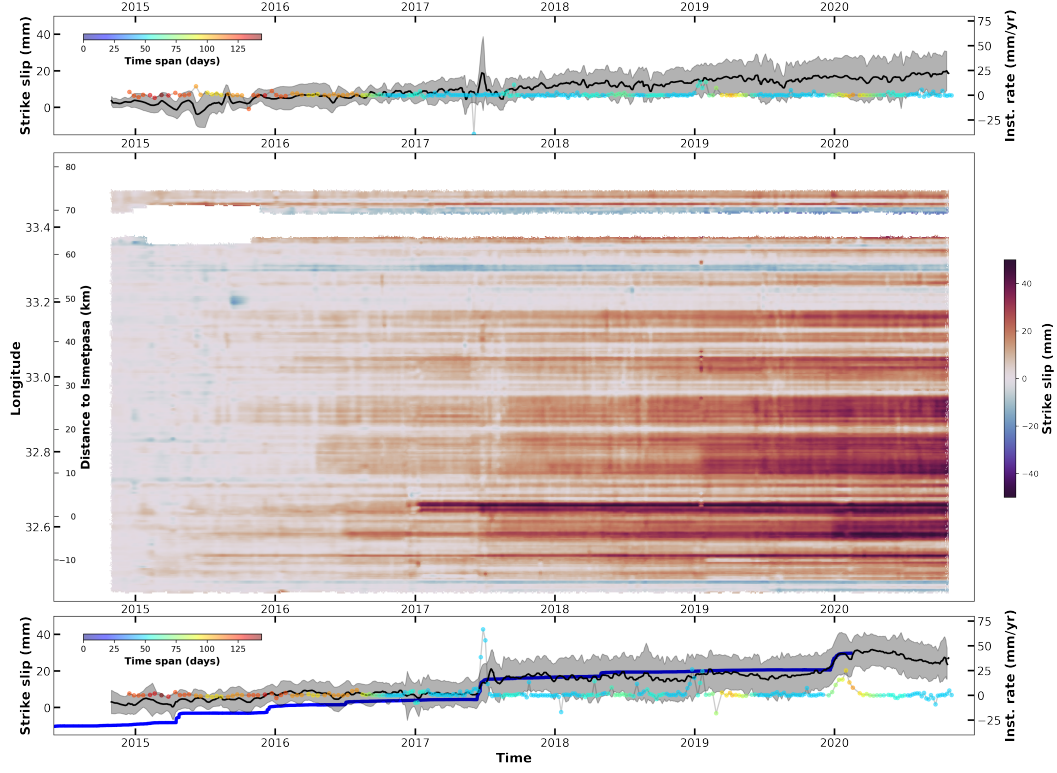 2015 2016 2017 2018 2019 2020
Strike slip (mm)
40
20
0
0 25 50 75 100 125
Time span (days)
75
50
25
0
−25
Inst. rate (mm/yr)
2015 2016 2017 2018 2019 2020
Longitude
33.4
33.2
33.0
32.8
32.6
Distance to Ismetpasa (km)
80
70
60
50
40
30
20
10
0
−10
40
20
0
−20
−40
Strike slip (mm)
2015 2016 2017 2018 2019 2020
Strike slip (mm)
40
20
0
0 25 50 75 100 125
Time span (days)
75
50
25
0
−25
Inst. rate (mm/yr)
2015 2016 2017 2018 2019 2020
Time